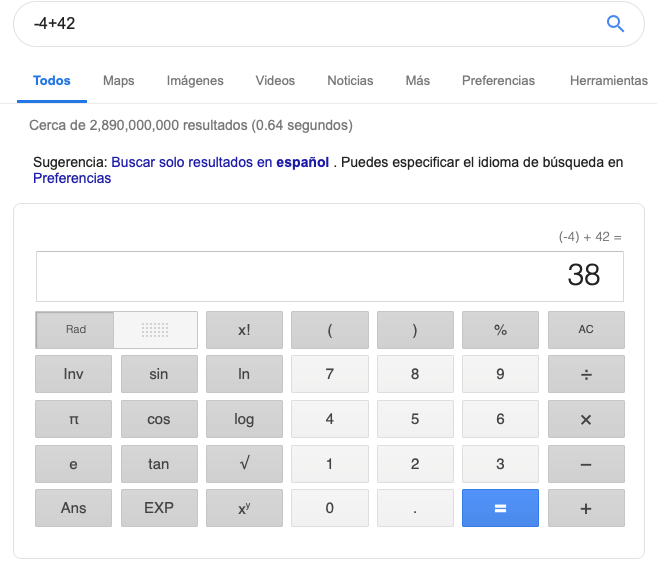 -4+42
Todos Maps Imágenes Videos Noticias Más Preferencias Herramientas
Cerca de 2,890,000,000 resultados (0.64 segundos)
Sugerencia: Buscar solo resultados en español . Puedes especificar el idioma de búsqueda en
Preferencias
(-4) + 42 =
38
Rad x! ( ) % AC
Inv sin ln 7 8 9 ÷
π cos log 4 5 6 ×
e tan √ 1 2 3 −
Ans EXP xʸ 0 . = +